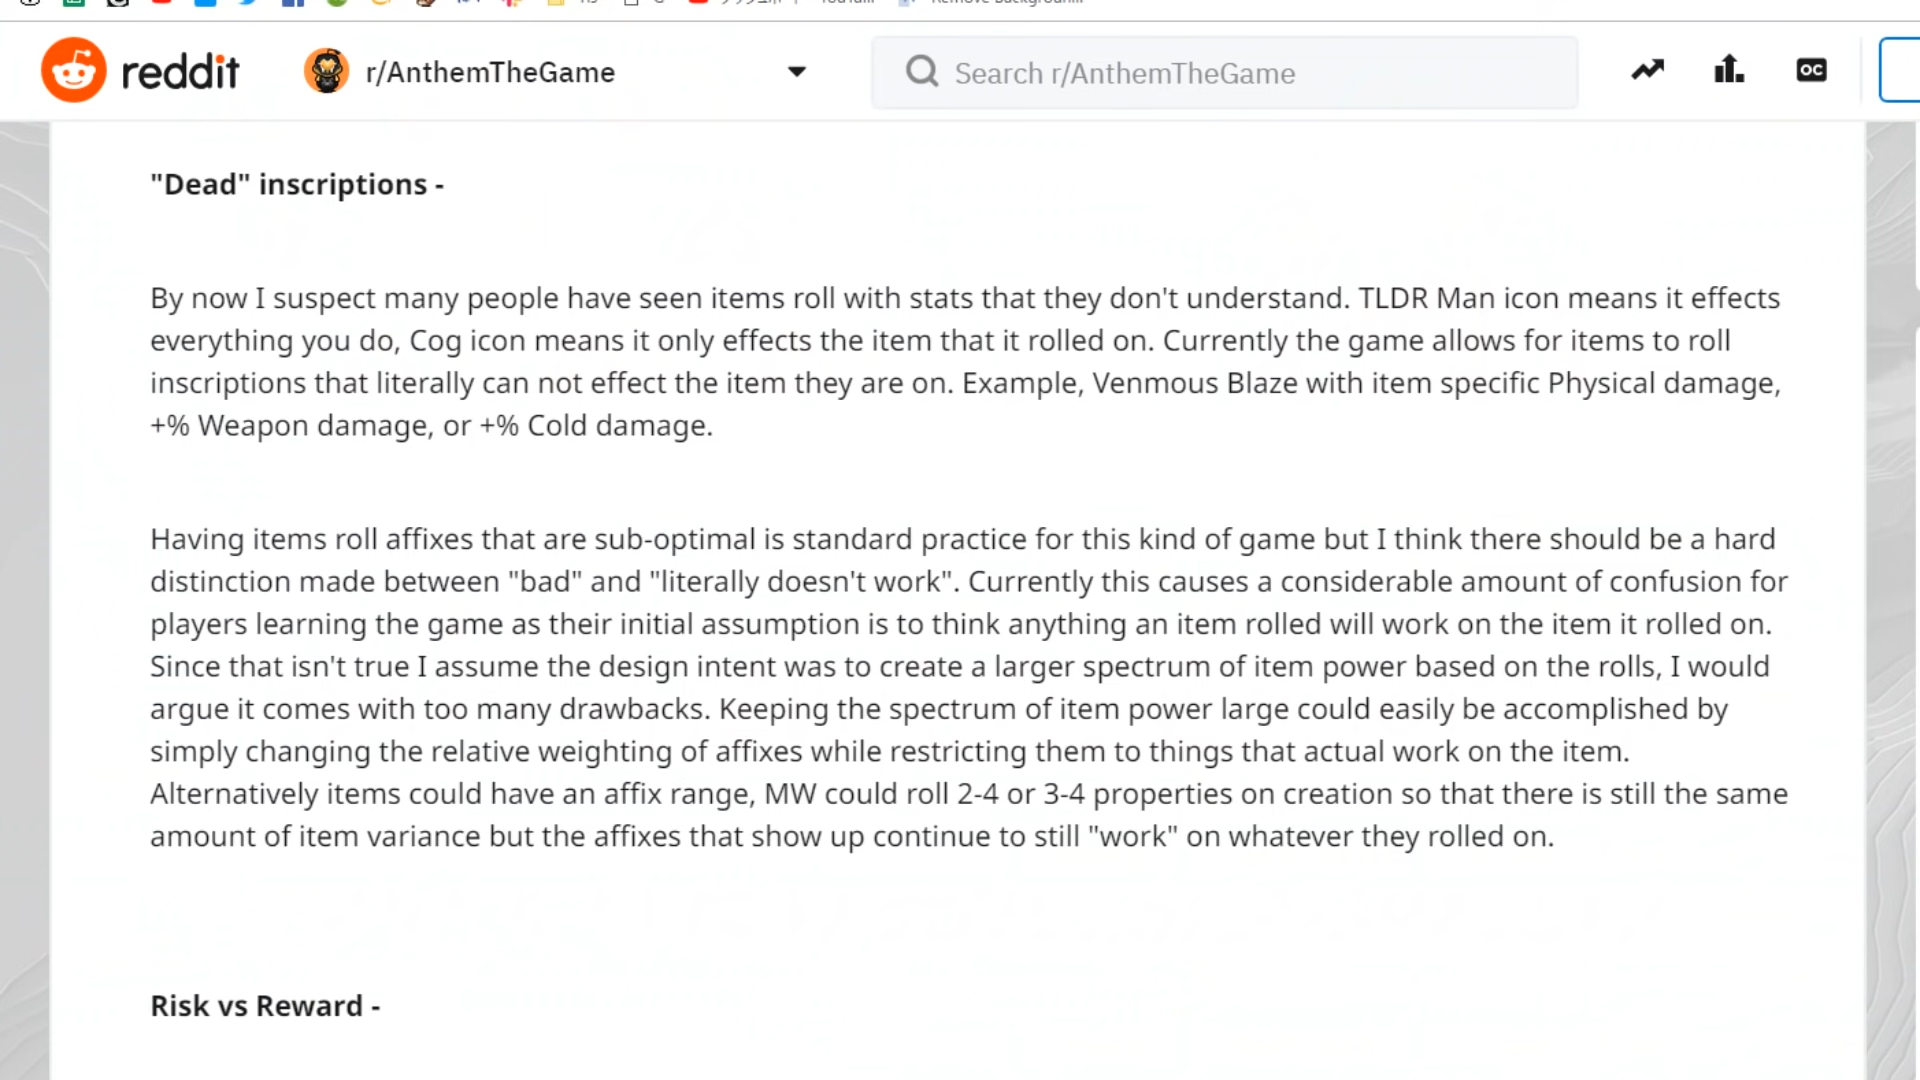 reddit r/AnthemTheGame Search r/AnthemTheGame OC
"Dead" inscriptions -
By now I suspect many people have seen items roll with stats that they don't understand. TLDR Man icon means it effects
everything you do, Cog icon means it only effects the item that it rolled on. Currently the game allows for items to roll
inscriptions that literally can not effect the item they are on. Example, Venmous Blaze with item specific Physical damage,
+% Weapon damage, or +% Cold damage.
Having items roll affixes that are sub-optimal is standard practice for this kind of game but I think there should be a hard
distinction made between "bad" and "literally doesn't work". Currently this causes a considerable amount of confusion for
players learning the game as their initial assumption is to think anything an item rolled will work on the item it rolled on.
Since that isn't true I assume the design intent was to create a larger spectrum of item power based on the rolls, I would
argue it comes with too many drawbacks. Keeping the spectrum of item power large could easily be accomplished by
simply changing the relative weighting of affixes while restricting them to things that actual work on the item.
Alternatively items could have an affix range, MW could roll 2-4 or 3-4 properties on creation so that there is still the same
amount of item variance but the affixes that show up continue to still "work" on whatever they rolled on.
Risk vs Reward -